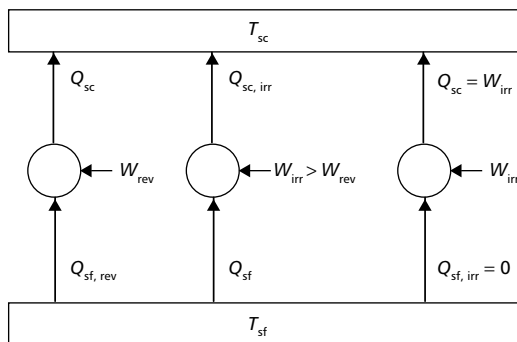 T_sc
Q_sc Q_sc, irr Q_sc = W_irr
W_rev W_irr > W_rev W_irr
Q_sf, rev Q_sf Q_sf, irr = 0
T_sf